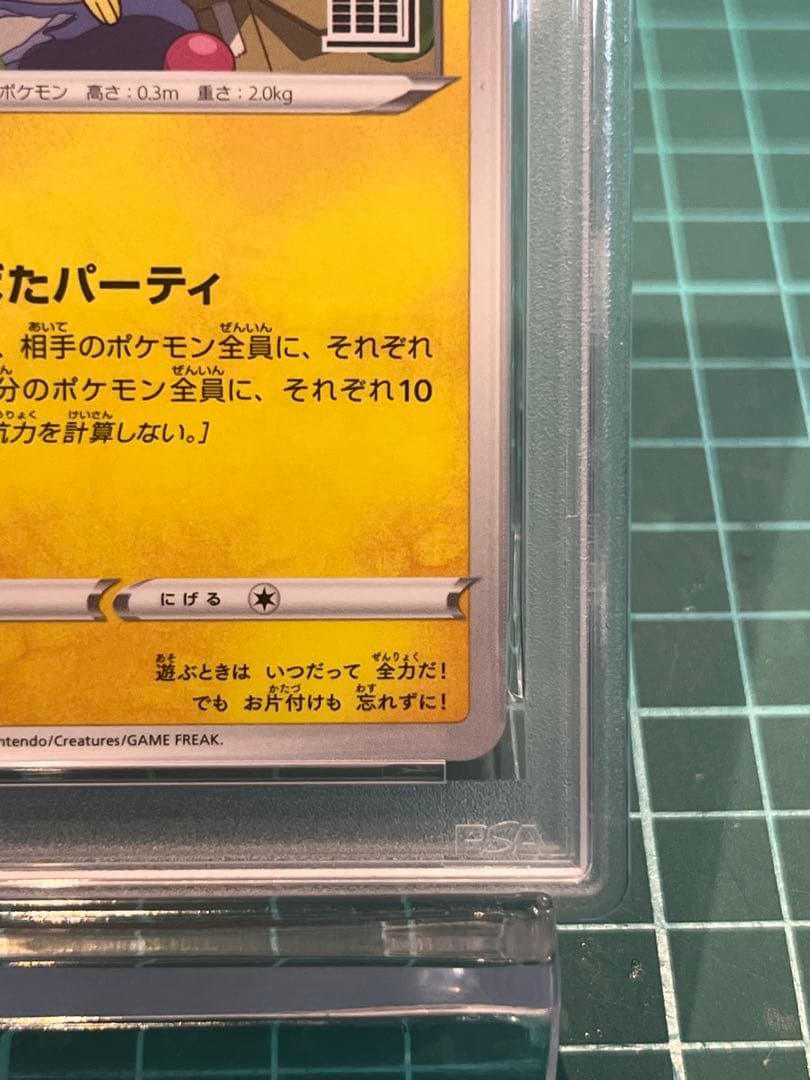 ポケモン 高さ：0.3m 重さ：2.0kg
たパーティ
、相手のポケモン全員に、それぞれ
分のポケモン全員に、それぞれ10
力を計算しない。]
にげる
遊ぶときは いつだって 全力だ！
でも お片付けも 忘れずに！
ntendo/Creatures/GAME FREAK.
PSA